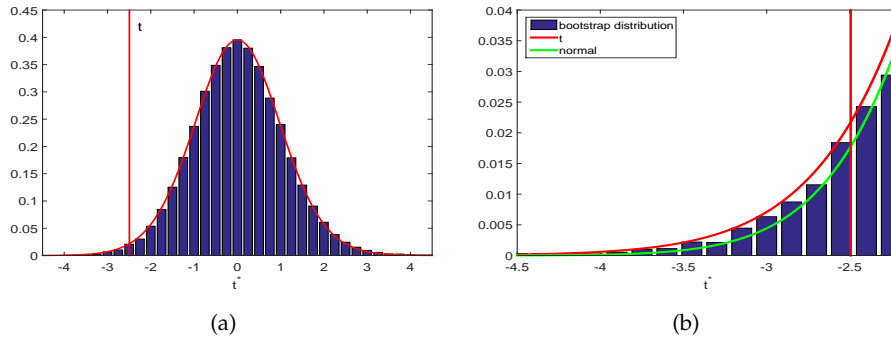 0.45
0.4
0.35
0.3
0.25
0.2
0.15
0.1
0.05
0
-4 -3 -2 -1 0 1 2 3 4
t*
t
(a)
0.04
0.035
0.03
0.025
0.02
0.015
0.01
0.005
0
-4.5 -4 -3.5 -3 -2.5
t*
bootstrap distribution
t
normal
(b)